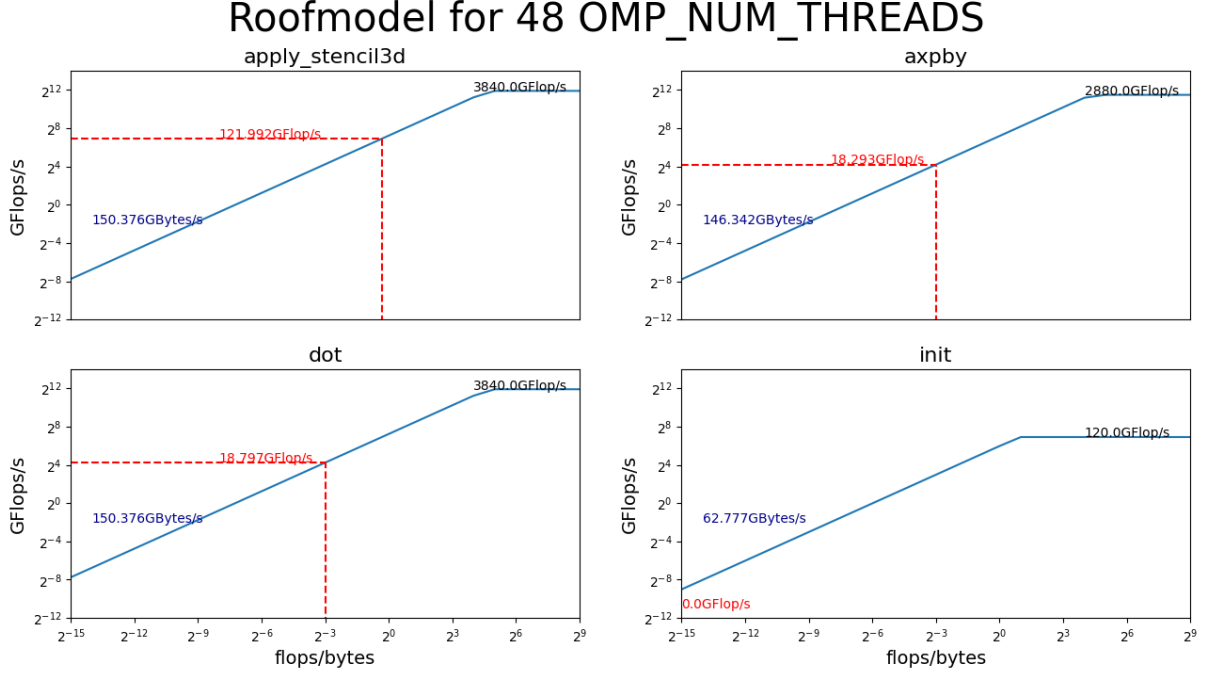 Roofmodel for 48 OMP_NUM_THREADS
apply_stencil3d
GFlops/s
2^12
2^8
2^4
2^0
2^−4
2^−8
2^−12
3840.0GFlop/s
121.992GFlop/s
150.376GBytes/s
axpby
GFlops/s
2^12
2^8
2^4
2^0
2^−4
2^−8
2^−12
2880.0GFlop/s
18.293GFlop/s
146.342GBytes/s
dot
GFlops/s
2^12
2^8
2^4
2^0
2^−4
2^−8
2^−12
3840.0GFlop/s
18.797GFlop/s
150.376GBytes/s
2^−15 2^−12 2^−9 2^−6 2^−3 2^0 2^3 2^6 2^9
flops/bytes
init
GFlops/s
2^12
2^8
2^4
2^0
2^−4
2^−8
2^−12
120.0GFlop/s
62.777GBytes/s
0.0GFlop/s
2^−15 2^−12 2^−9 2^−6 2^−3 2^0 2^3 2^6 2^9
flops/bytes